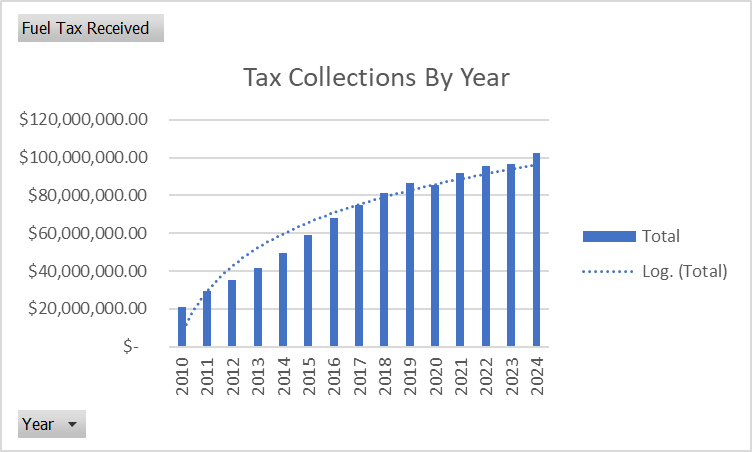 Fuel Tax Received
Tax Collections By Year
$120,000,000.00
$100,000,000.00
$80,000,000.00
$60,000,000.00
$40,000,000.00
$20,000,000.00
$-
2010 2011 2012 2013 2014 2015 2016 2017 2018 2019 2020 2021 2022 2023 2024
Total
Log. (Total)
Year